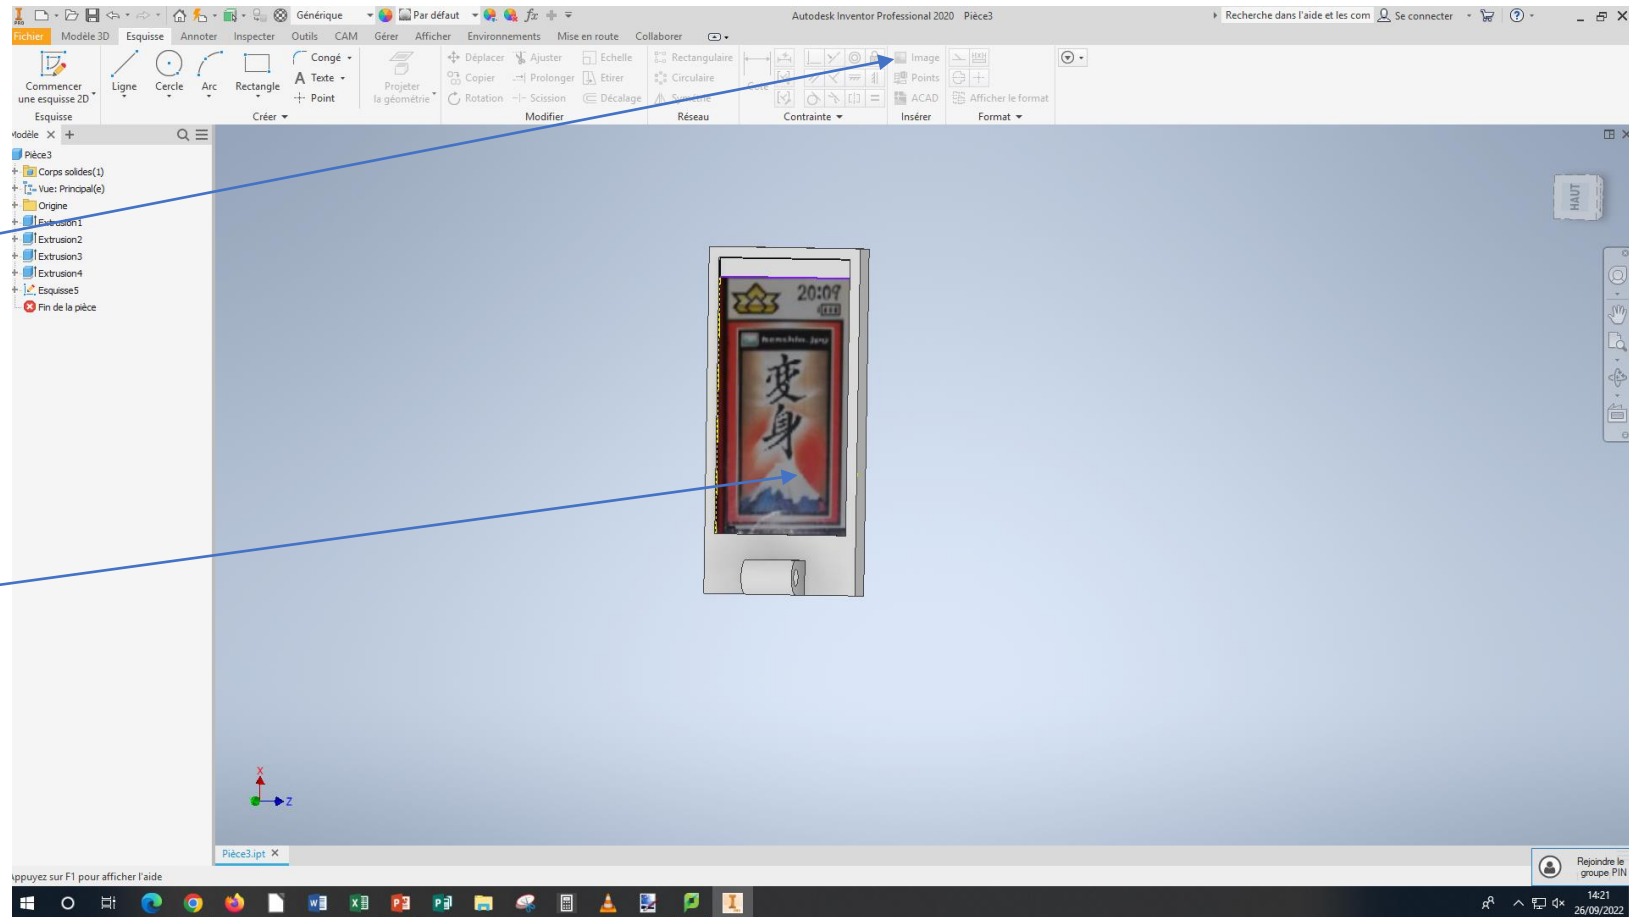 Générique
Par défaut
fx
Autodesk Inventor Professional 2020 Pièce3
Recherche dans l'aide et les com
Se connecter
Fichier Modèle 3D Esquisse Annoter Inspecter Outils CAM Gérer Afficher Environnements Mise en route Collaborer
Commencer
une esquisse 2D
Ligne
Cercle
Arc
Rectangle
Congé
Texte
Point
Projeter
la géométrie
Déplacer Ajuster Echelle
Copier Prolonger Etirer
Rotation Scission Décalage
Rectangulaire
Circulaire
Symétrie
Cote
Image
Points
ACAD
Afficher le format
Esquisse Créer Modifier Réseau Contrainte Insérer Format
Modèle
Pièce3
Corps solides(1)
Vue: Principal(e)
Origine
Extrusion1
Extrusion2
Extrusion3
Extrusion4
Esquisse5
Fin de la pièce
HAUT
20:09
Kenshin.jpg
変
身
X
Z
Pièce3.ipt
Appuyez sur F1 pour afficher l'aide
Rejoindre le
groupe PIN
14:21
26/09/2022